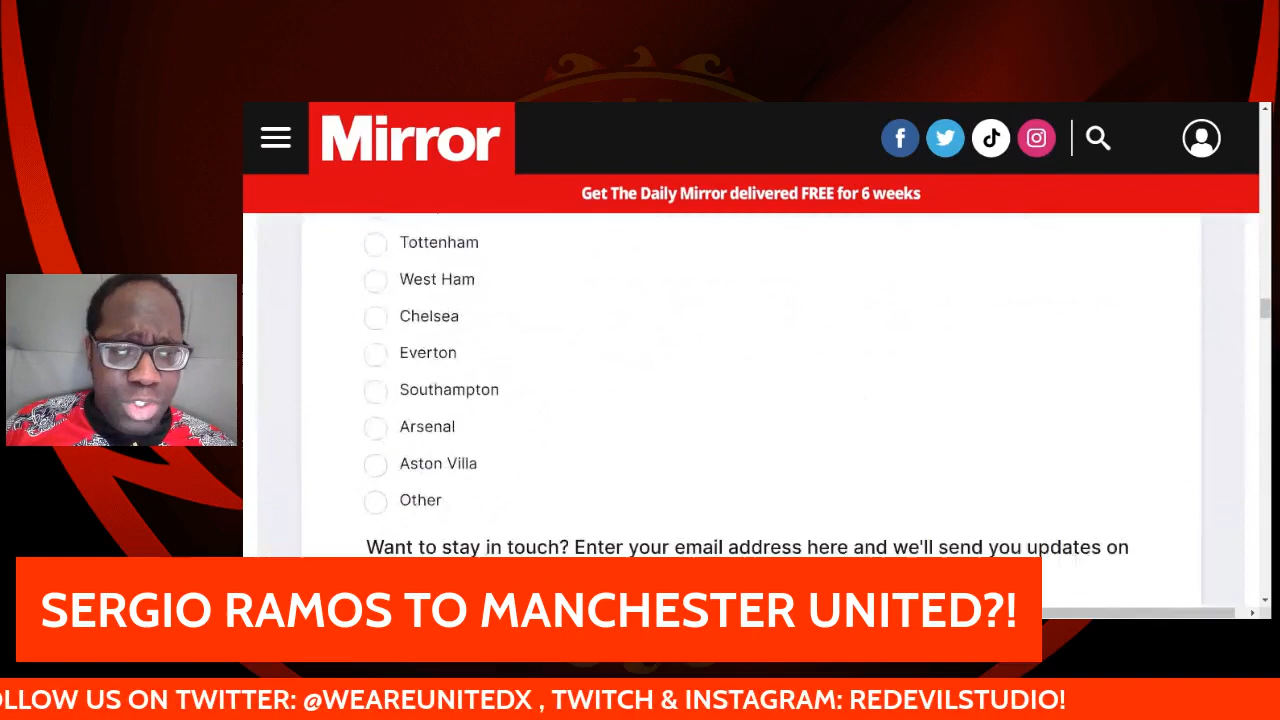 Mirror
Get The Daily Mirror delivered FREE for 6 weeks
Tottenham
West Ham
Chelsea
Everton
Southampton
Arsenal
Aston Villa
Other
Want to stay in touch? Enter your email address here and we'll send you updates on
SERGIO RAMOS TO MANCHESTER UNITED?!
OLLOW US ON TWITTER: @WEAREUNITEDX , TWITCH & INSTAGRAM: REDEVILSTUDIO!